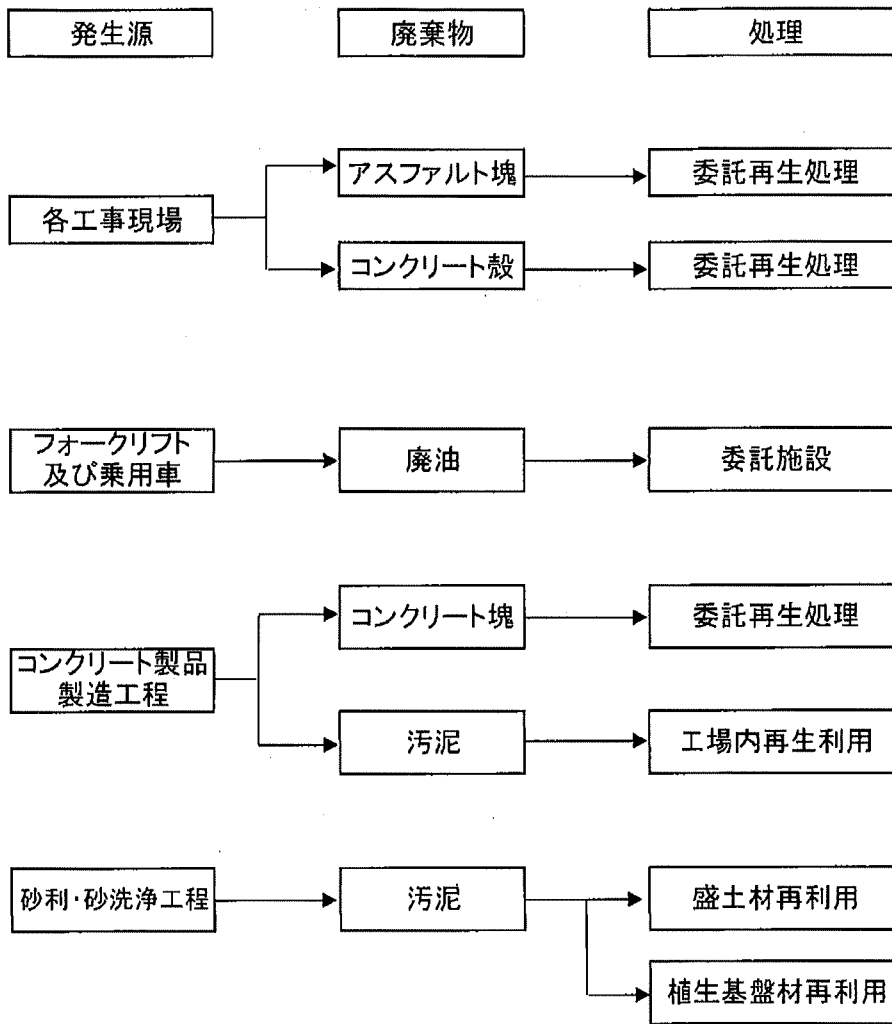 発生源
廃棄物
処理
各工事現場
アスファルト塊
委託再生処理
コンクリート殻
委託再生処理
フォークリフト
及び乗用車
廃油
委託施設
コンクリート製品
製造工程
コンクリート塊
委託再生処理
汚泥
工場内再生利用
砂利・砂洗浄工程
汚泥
盛土材再利用
植生基盤材再利用